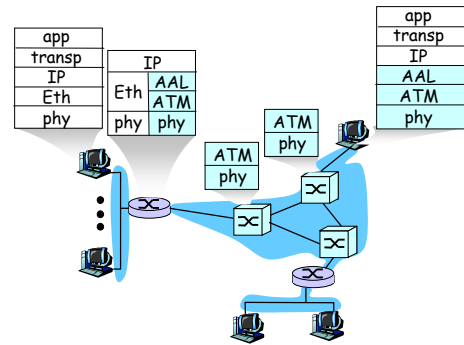 app
transp
IP
Eth
phy
IP
Eth AAL
ATM
phy phy
ATM
phy
ATM
phy
app
transp
IP
AAL
ATM
phy